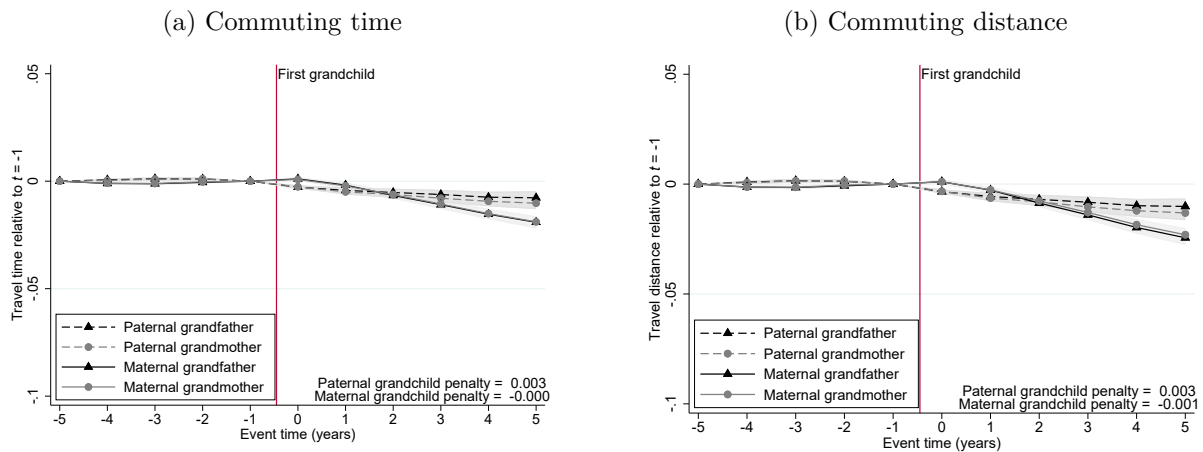 (a) Commuting time
Travel time relative to t = -1
.05
0
-.05
-.1
First grandchild
Paternal grandfather
Paternal grandmother
Maternal grandfather
Maternal grandmother
Paternal grandchild penalty = 0.003
Maternal grandchild penalty = -0.000
-5 -4 -3 -2 -1 0 1 2 3 4 5
Event time (years)
(b) Commuting distance
Travel distance relative to t = -1
.05
0
-.05
-.1
First grandchild
Paternal grandfather
Paternal grandmother
Maternal grandfather
Maternal grandmother
Paternal grandchild penalty = 0.003
Maternal grandchild penalty = -0.001
-5 -4 -3 -2 -1 0 1 2 3 4 5
Event time (years)